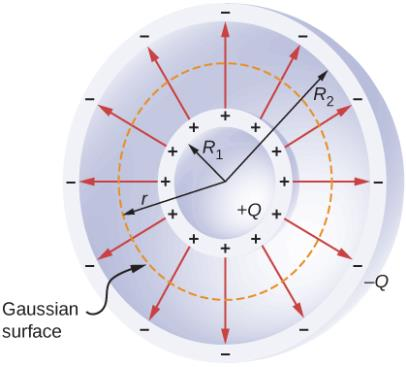 R₂
R₁
r
+Q
–Q
Gaussian
surface